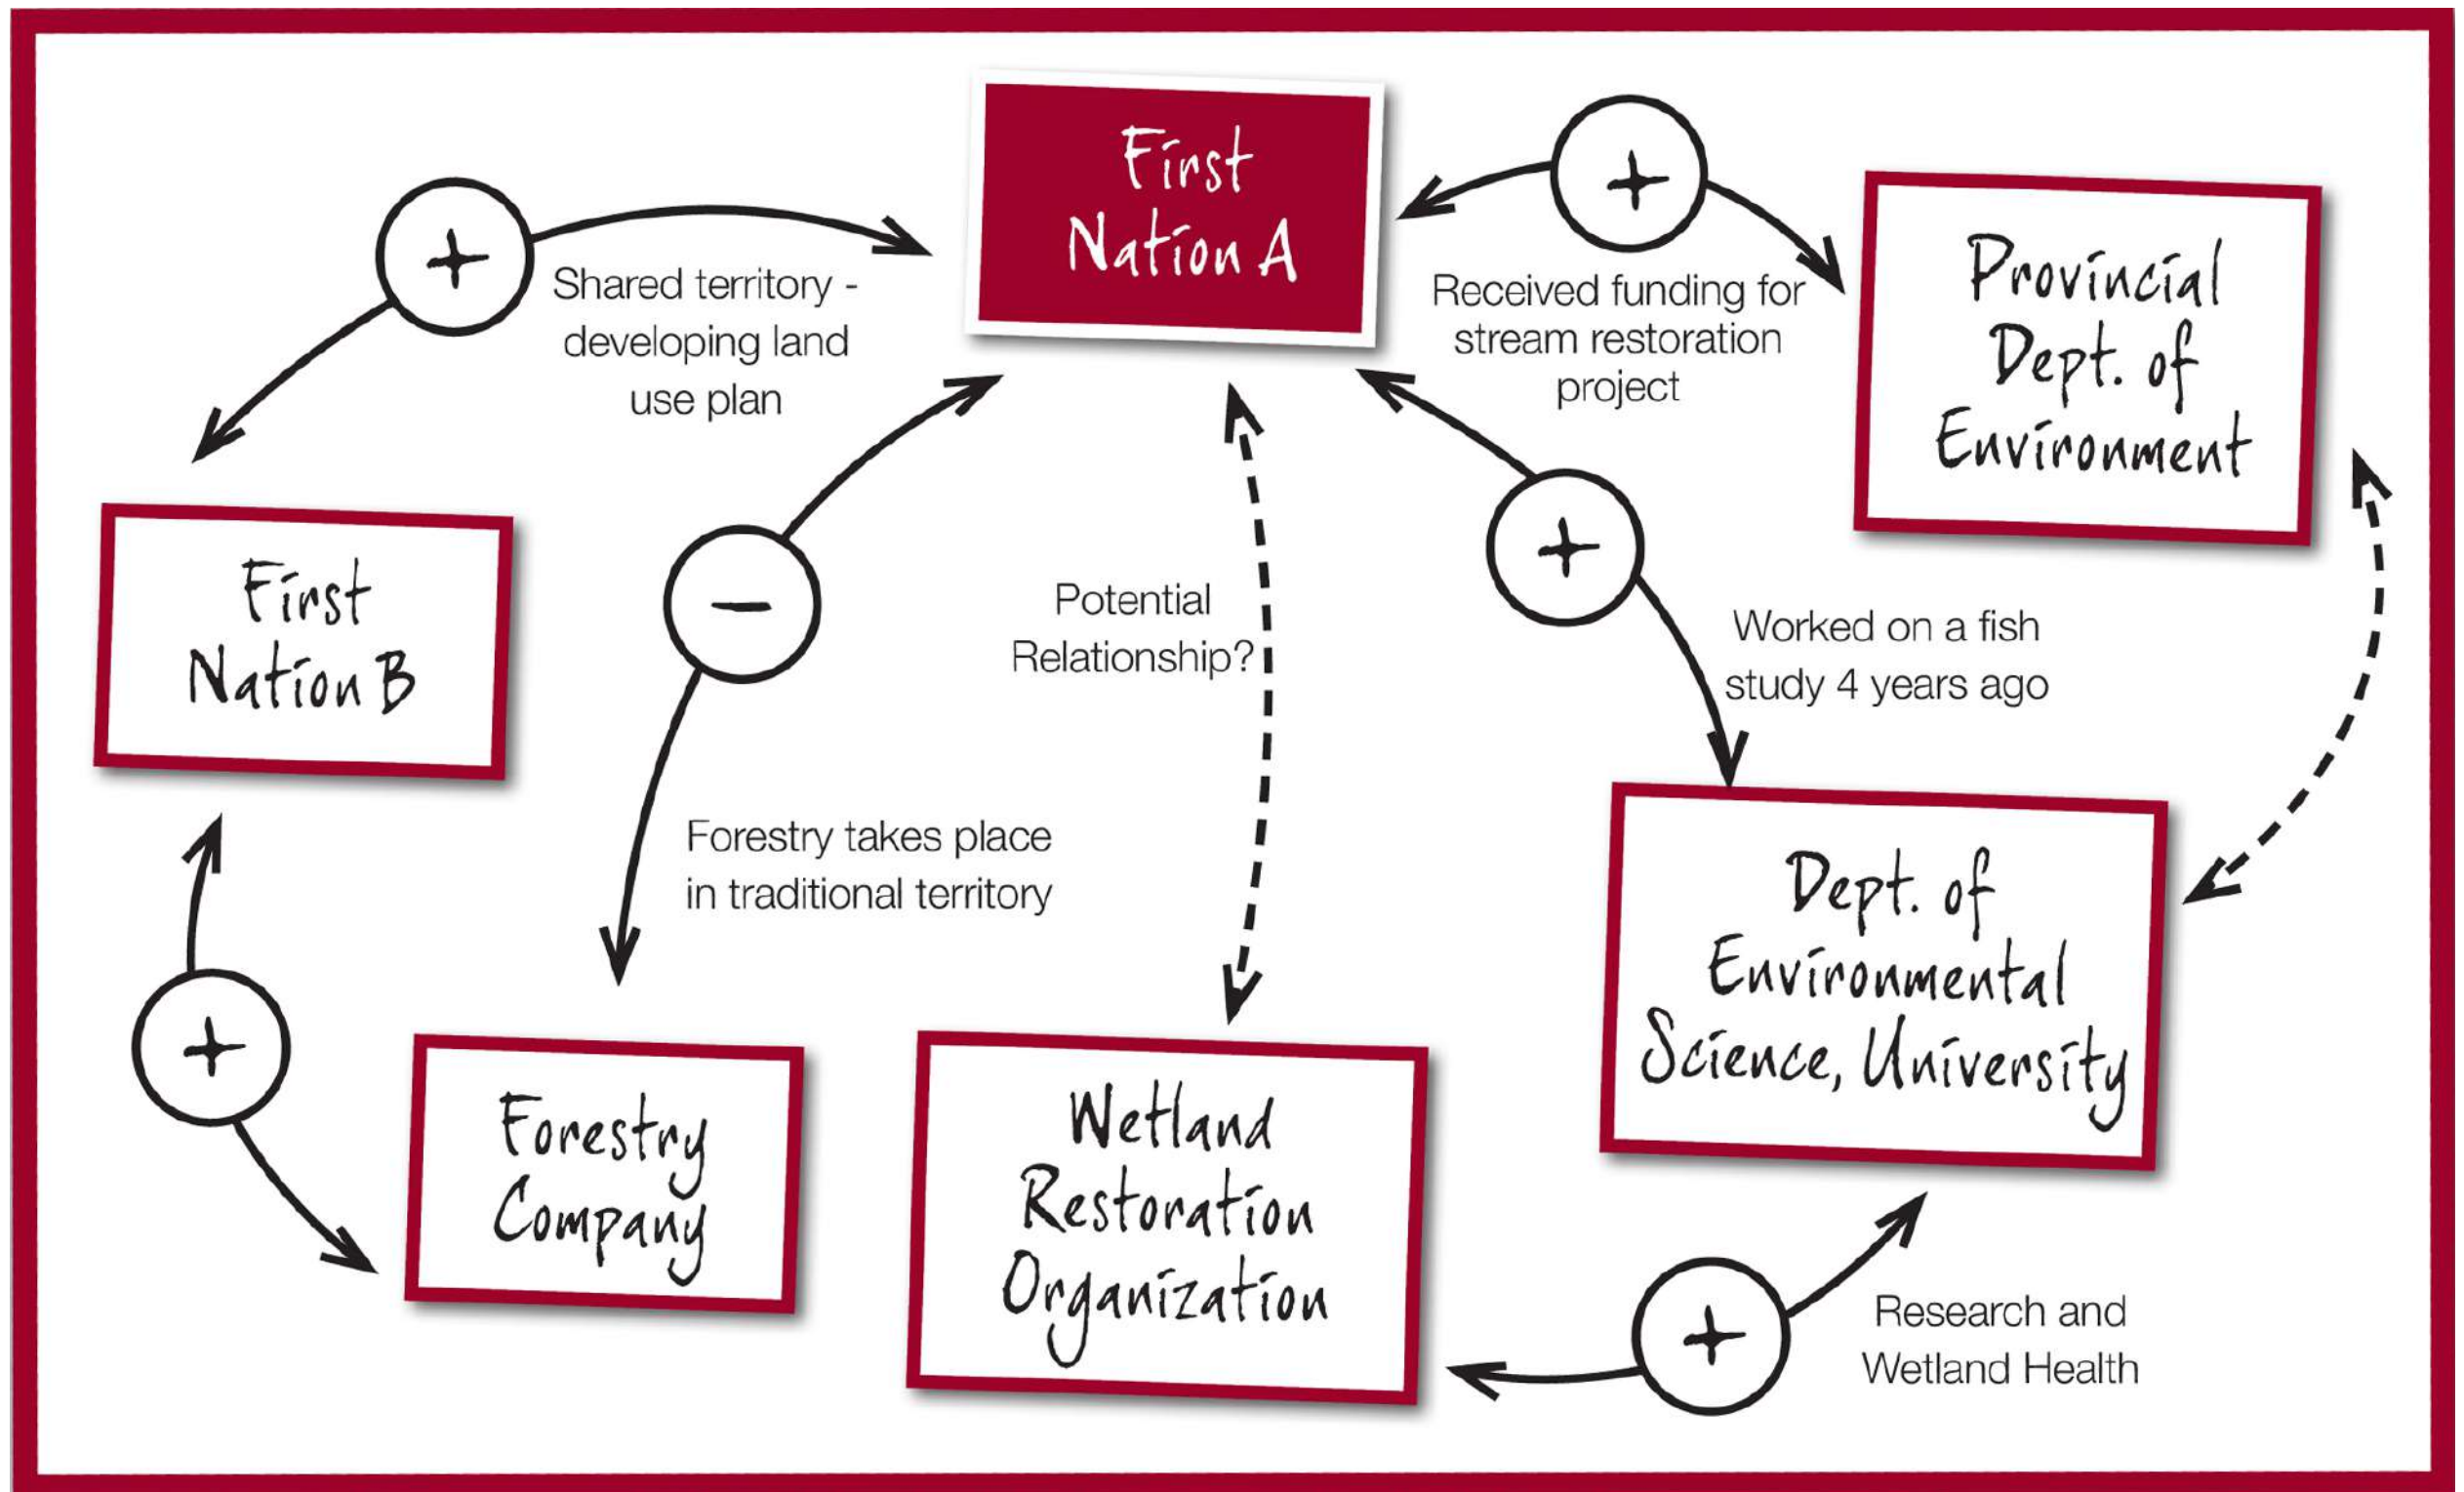 First
Nation A
+
+
Shared territory -
developing land
use plan
Received funding for
stream restoration
project
Provincial
Dept. of
Environment
First
Nation B
−
Potential
Relationship?
+
Worked on a fish
study 4 years ago
Forestry takes place
in traditional territory
Dept. of
Environmental
Science, University
+
Forestry
Company
Wetland
Restoration
Organization
+
Research and
Wetland Health